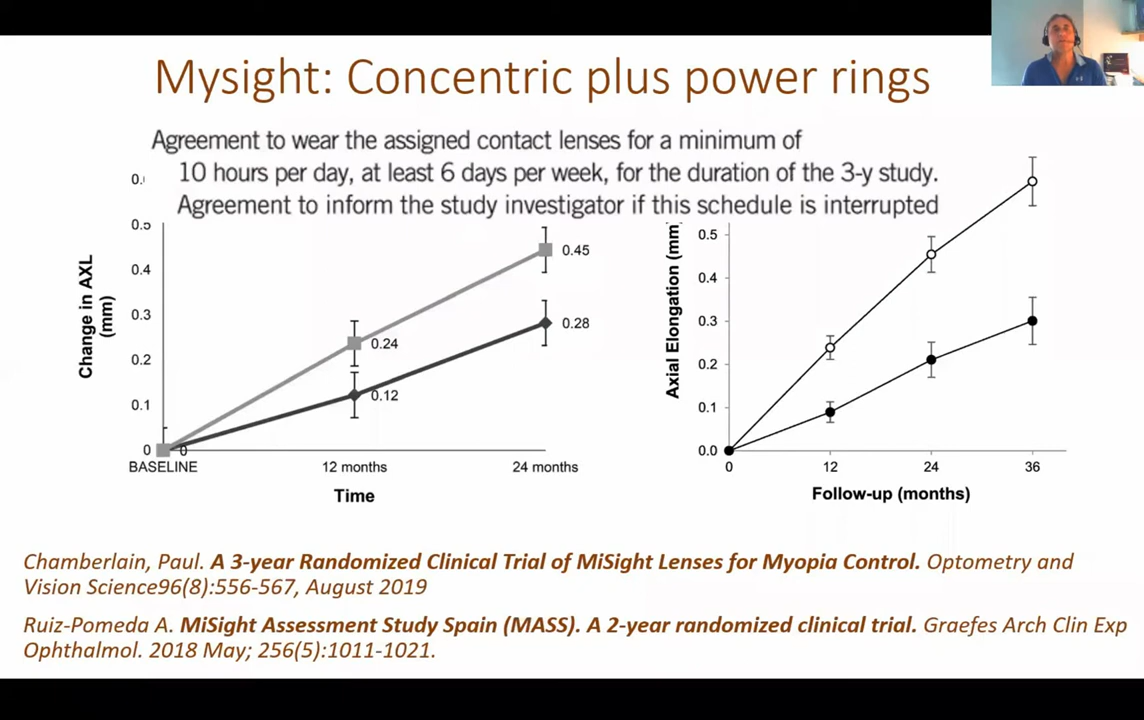 Mysight: Concentric plus power rings
Agreement to wear the assigned contact lenses for a minimum of
10 hours per day, at least 6 days per week, for the duration of the 3-y study.
Agreement to inform the study investigator if this schedule is interrupted
Change in AXL
(mm)
0.5
0.4
0.3
0.2
0.1
0
0.45
0.28
0.24
0.12
0
BASELINE
12 months
24 months
Time
Axial Elongation (mm
0.5
0.4
0.3
0.2
0.1
0.0
0
12
24
36
Follow-up (months)
Chamberlain, Paul. A 3-year Randomized Clinical Trial of MiSight Lenses for Myopia Control. Optometry and
Vision Science96(8):556-567, August 2019
Ruiz-Pomeda A. MiSight Assessment Study Spain (MASS). A 2-year randomized clinical trial. Graefes Arch Clin Exp
Ophthalmol. 2018 May; 256(5):1011-1021.